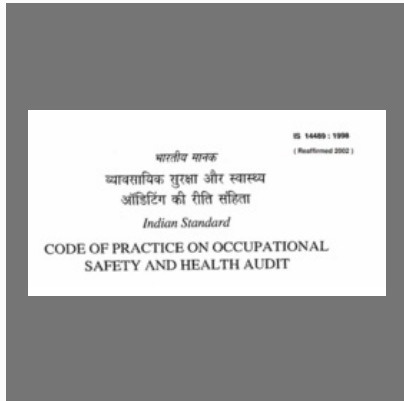 IS 14489 : 1998
( Reaffirmed 2002 )
भारतीय मानक
व्यावसायिक सुरक्षा और स्वास्थ्य
ऑडिटिंग की रीति संहिता
Indian Standard
CODE OF PRACTICE ON OCCUPATIONAL
SAFETY AND HEALTH AUDIT